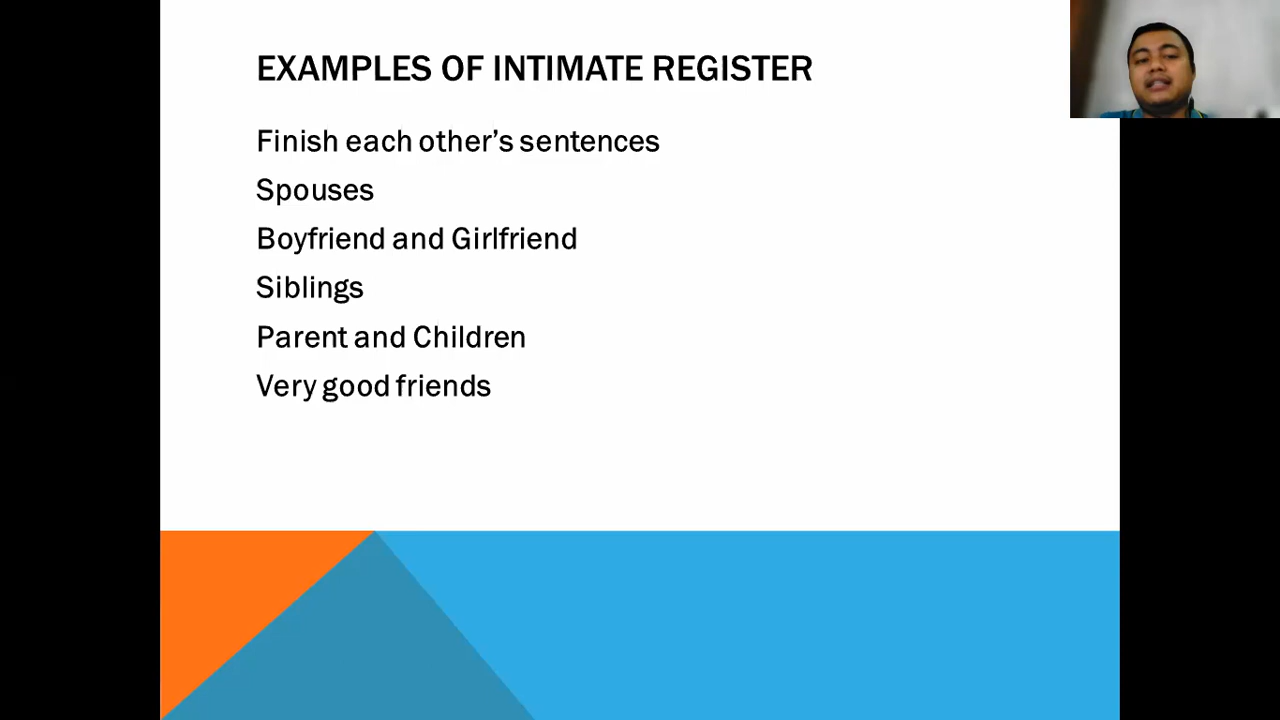 EXAMPLES OF INTIMATE REGISTER
Finish each other's sentences
Spouses
Boyfriend and Girlfriend
Siblings
Parent and Children
Very good friends